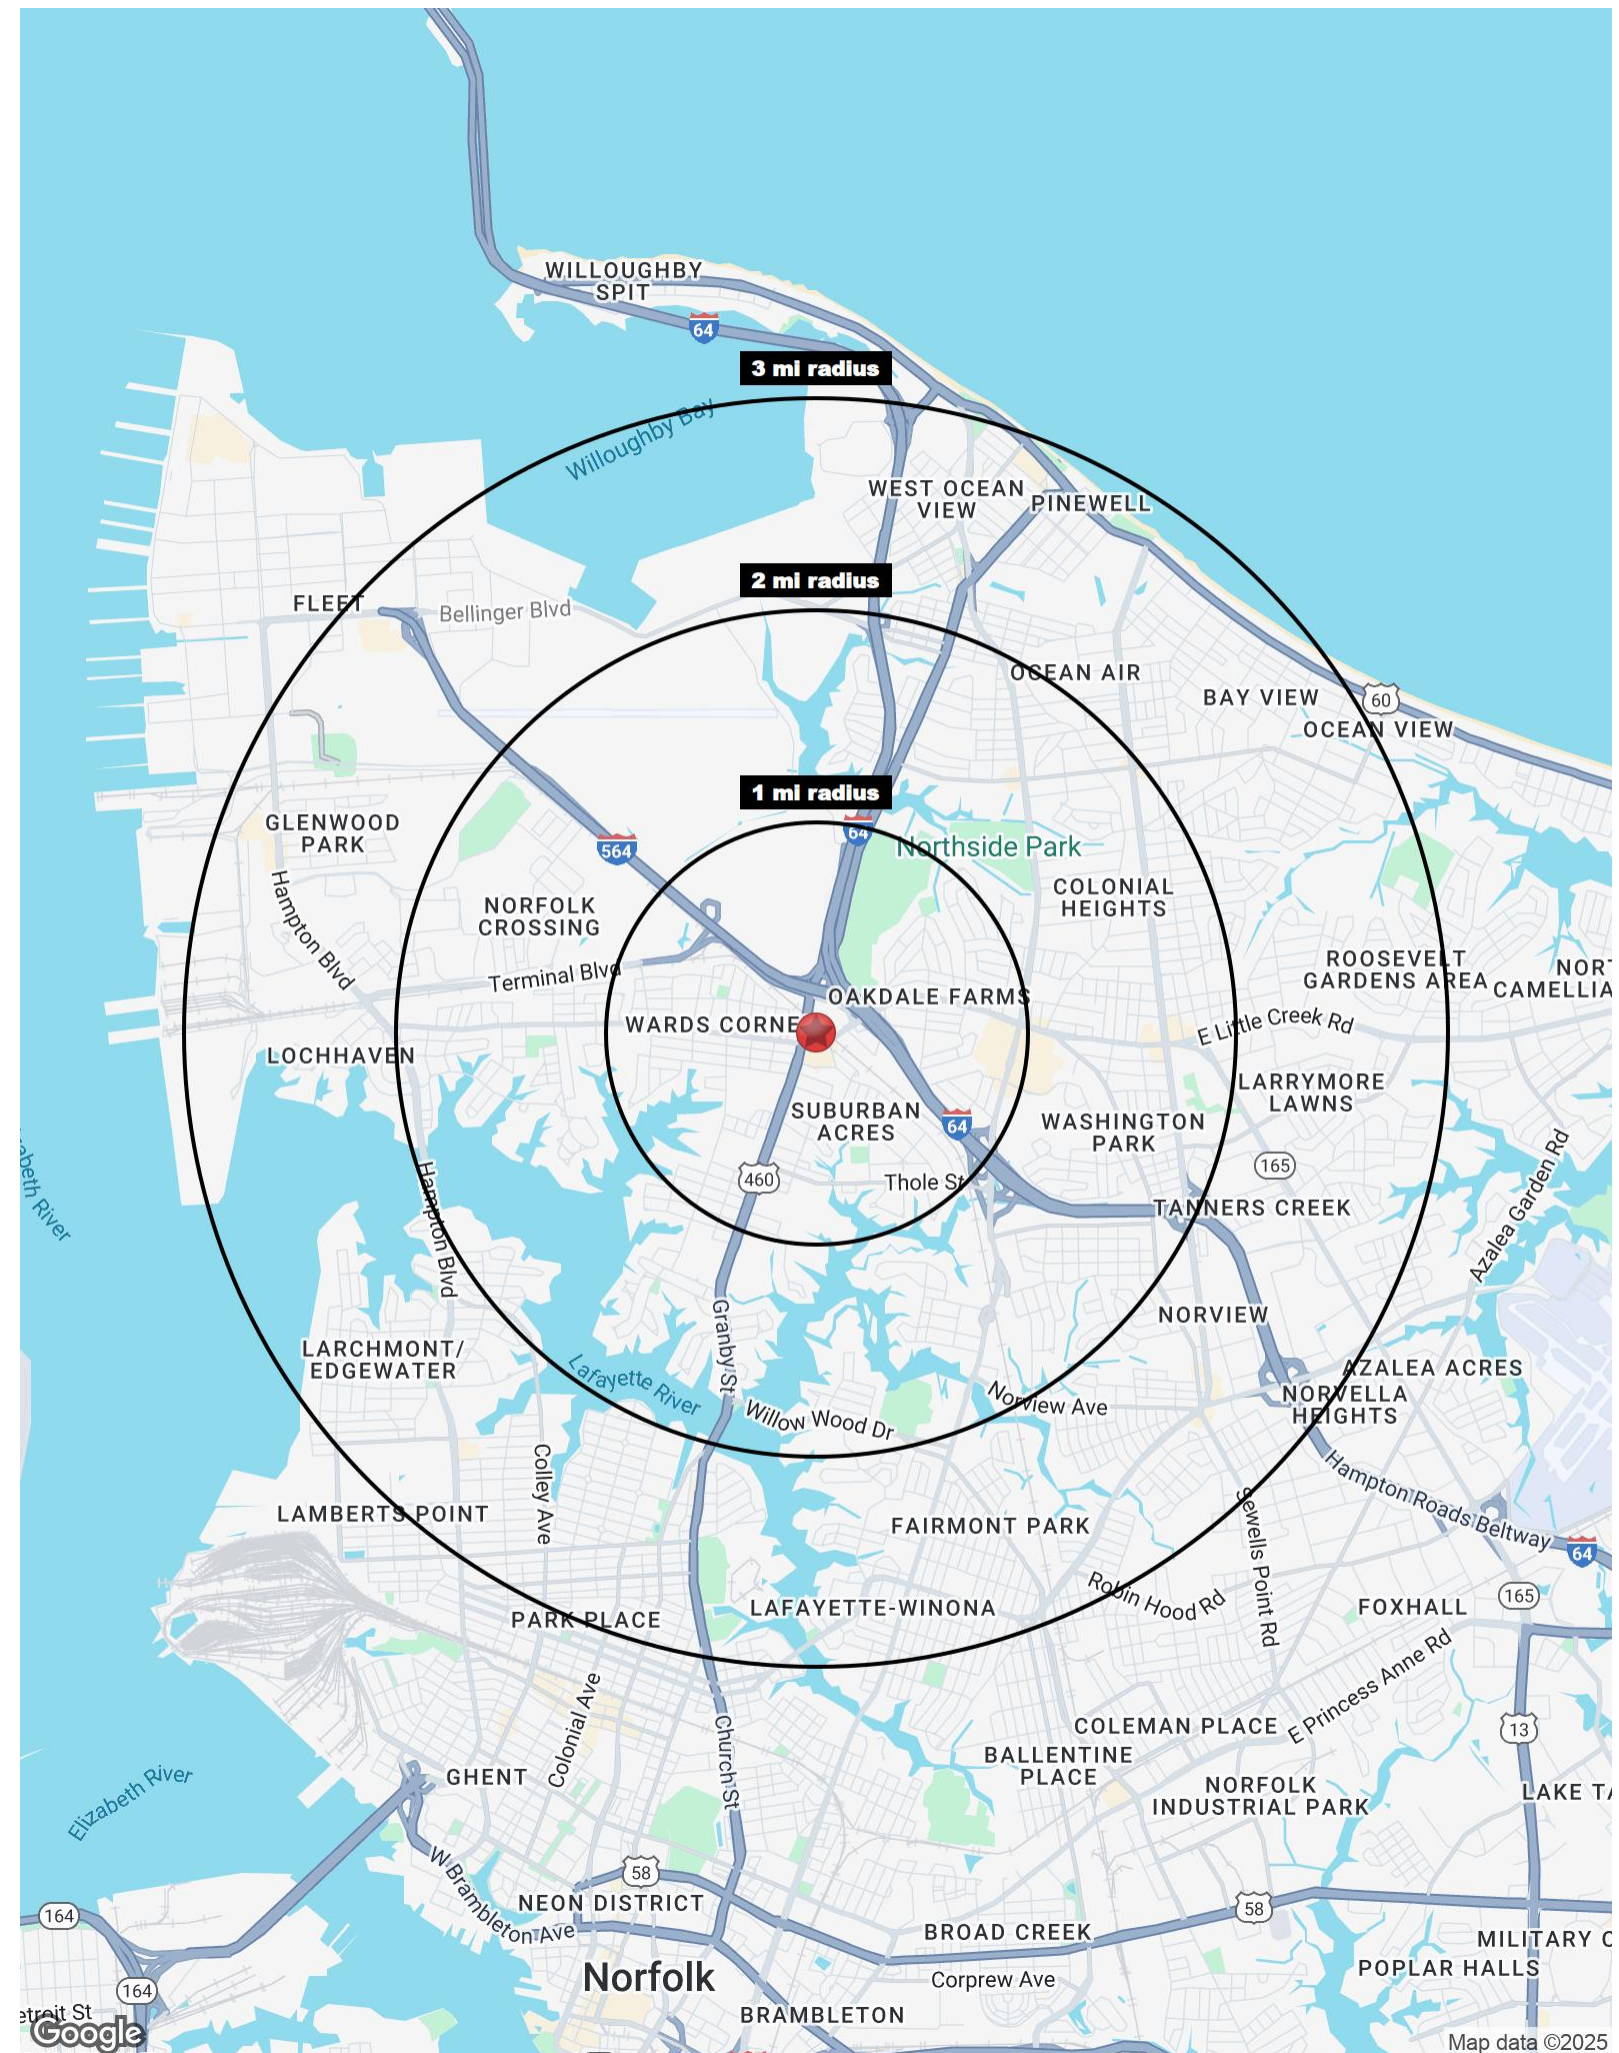 WILLOUGHBY
SPIT
64
3 mi radius
Willoughby Bay
WEST OCEAN
VIEW
PINEWELL
2 mi radius
FLEET
Bellinger Blvd
OCEAN AIR
BAY VIEW
60
OCEAN VIEW
1 mi radius
GLENWOOD
PARK
64
564
Northside Park
Hampton Blvd
NORFOLK
CROSSING
COLONIAL
HEIGHTS
Terminal Blvd
ROOSEVELT
GARDENS AREA
NORT
CAMELLIA
OAKDALE FARMS
WARDS CORNE
E Little Creek Rd
LOCHHAVEN
LARRYMORE
LAWNS
SUBURBAN
ACRES
64
WASHINGTON
PARK
abeth River
Hampton Blvd
460
Thole St
165
Azalea Garden Rd
TANNERS CREEK
Granby St
NORVIEW
LARCHMONT/
EDGEWATER
Lafayette River
AZALEA ACRES
NORVELLA
HEIGHTS
Willow Wood Dr
Norview Ave
Colley Ave
Hampton Roads Beltway
64
LAMBERTS POINT
FAIRMONT PARK
Sewells Point Rd
Robin Hood Rd
PARK PLACE
LAFAYETTE-WINONA
FOXHALL
165
E Princess Anne Rd
Colonial Ave
Church St
COLEMAN PLACE
13
BALLENTINE
PLACE
Elizabeth River
GHENT
NORFOLK
INDUSTRIAL PARK
LAKE TA
W Brambleton Ave
58
NEON DISTRICT
58
164
BROAD CREEK
MILITARY C
POPLAR HALLS
Norfolk
Corprew Ave
164
etroit St
BRAMBLETON
Google
Map data ©2025